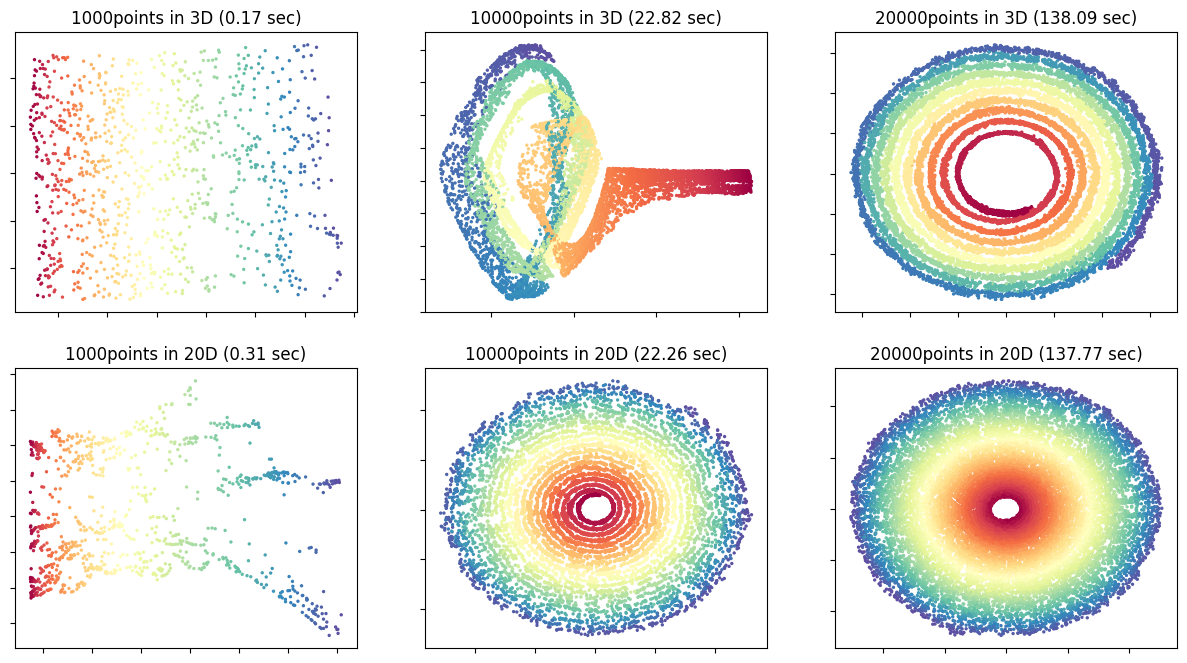 1000points in 3D (0.17 sec)
10000points in 3D (22.82 sec)
20000points in 3D (138.09 sec)
1000points in 20D (0.31 sec)
10000points in 20D (22.26 sec)
20000points in 20D (137.77 sec)